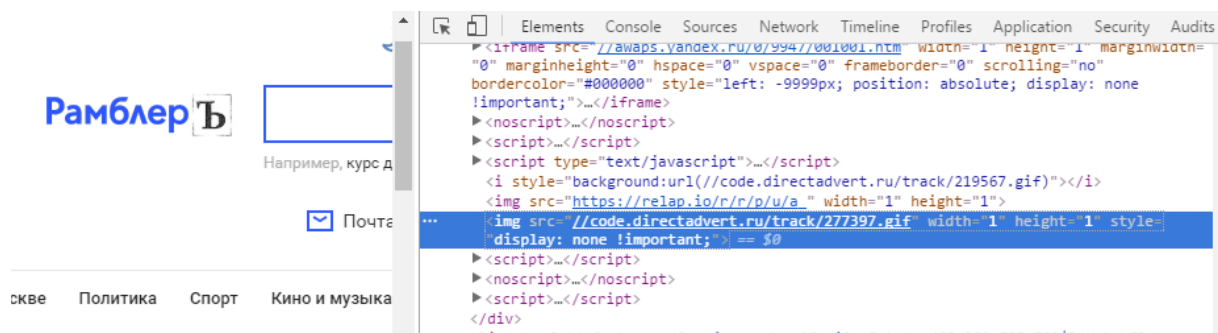 Elements Console Sources Network Timeline Profiles Application Security Audits
<iframe src="//awaps.yandex.ru/0/9947/001001.htm" width="1" height="1" marginwidth=
"0" marginheight="0" hspace="0" vspace="0" frameborder="0" scrolling="no"
bordercolor="#000000" style="left: -9999px; position: absolute; display: none
!important;">…</iframe>
<noscript>…</noscript>
<script>…</script>
<script type="text/javascript">…</script>
<i style="background:url(//code.directadvert.ru/track/219567.gif)"></i>
<img src="https://relap.io/r/r/p/u/a_" width="1" height="1">
<img src="//code.directadvert.ru/track/277397.gif" width="1" height="1" style=
"display: none !important;"> == $0
<script>…</script>
<noscript>…</noscript>
<script>…</script>
</div>
РамблерЪ
Например, курс д
Почта
скве Политика Спорт Кино и музыка